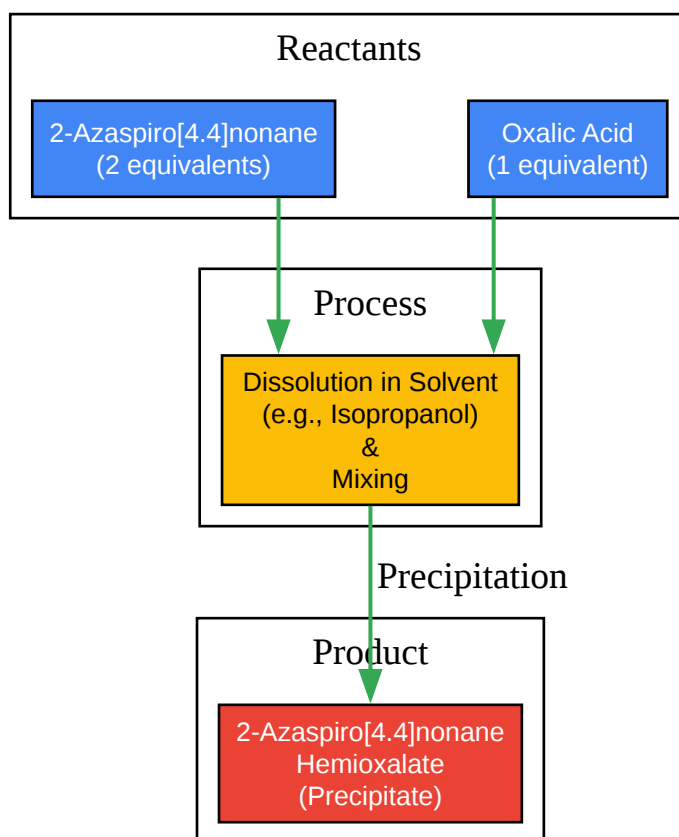 Reactants
2-Azaspiro[4.4]nonane
(2 equivalents)
Oxalic Acid
(1 equivalent)
Process
Dissolution in Solvent
(e.g., Isopropanol)
&
Mixing
Precipitation
Product
2-Azaspiro[4.4]nonane
Hemioxalate
(Precipitate)